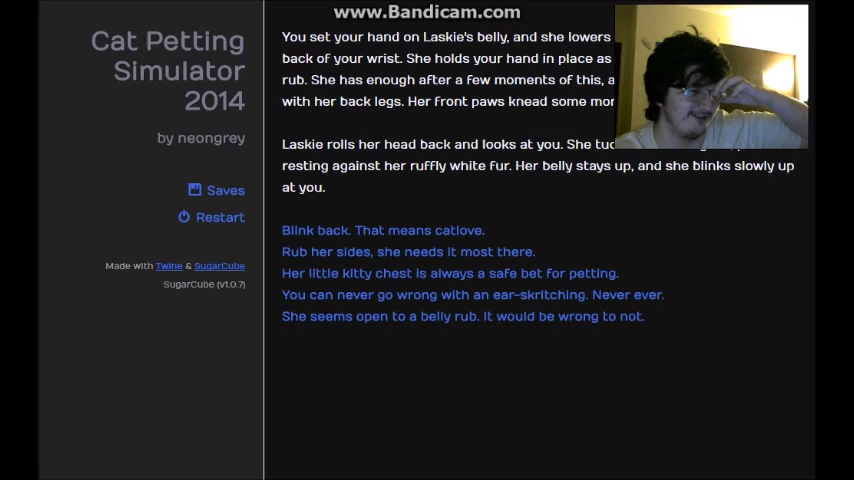 www.Bandicam.com
Cat Petting
Simulator
2014
by neongrey
Saves
Restart
Made with Twine & SugarCube
SugarCube (v1.0.7)
You set your hand on Laskie's belly, and she lowers
back of your wrist. She holds your hand in place as
rub. She has enough after a few moments of this, a
with her back legs. Her front paws knead some mor
Laskie rolls her head back and looks at you. She tuc
resting against her ruffly white fur. Her belly stays up, and she blinks slowly up
at you.
Blink back. That means catlove.
Rub her sides, she needs it most there.
Her little kitty chest is always a safe bet for petting.
You can never go wrong with an ear-skritching. Never ever.
She seems open to a belly rub. It would be wrong to not.